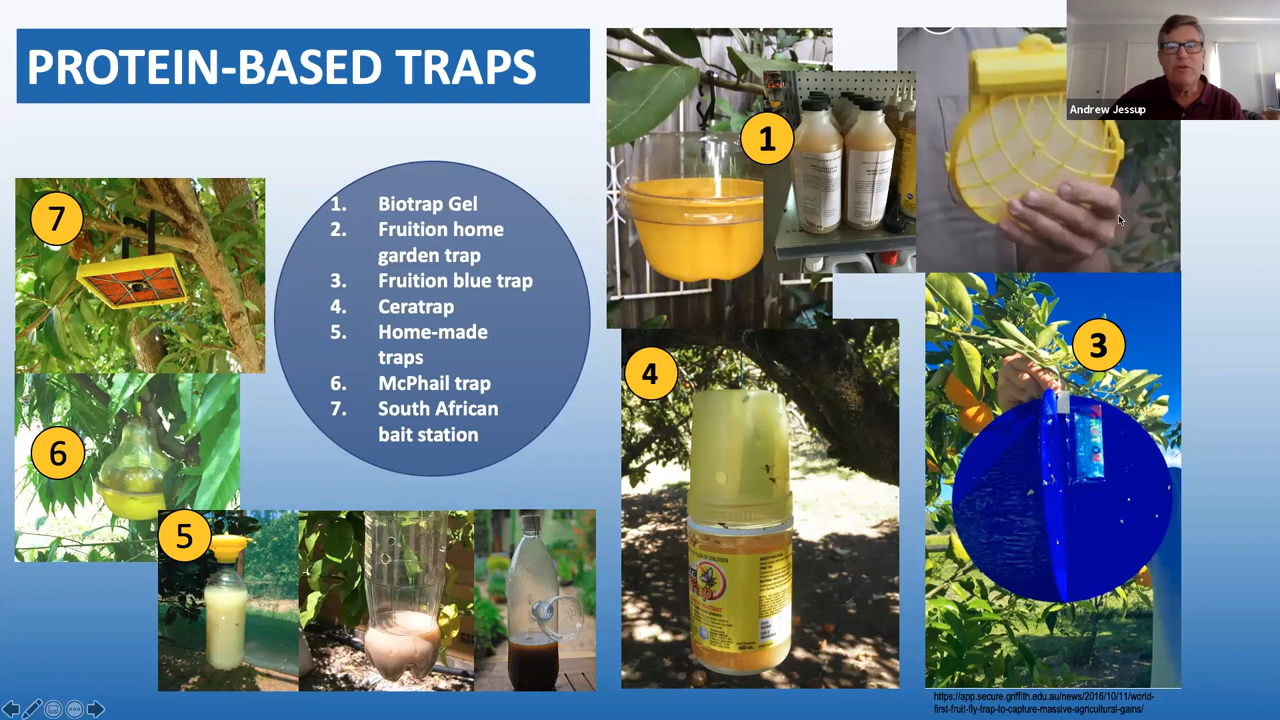 PROTEIN-BASED TRAPS
1. Biotrap Gel
2. Fruition home
garden trap
3. Fruition blue trap
4. Ceratrap
5. Home-made
traps
6. McPhail trap
7. South African
bait station
7
6
5
1
4
3
Andrew Jessup
https://app.secure.griffith.edu.au/news/2016/10/11/world-
first-fruit-fly-trap-to-capture-massive-agricultural-gains/